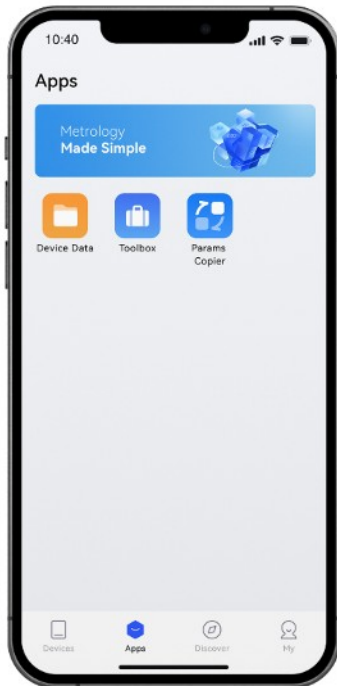 10:40
Apps
Metrology
Made Simple
Device Data
Toolbox
Params
Copier
Devices
Apps
Discover
My